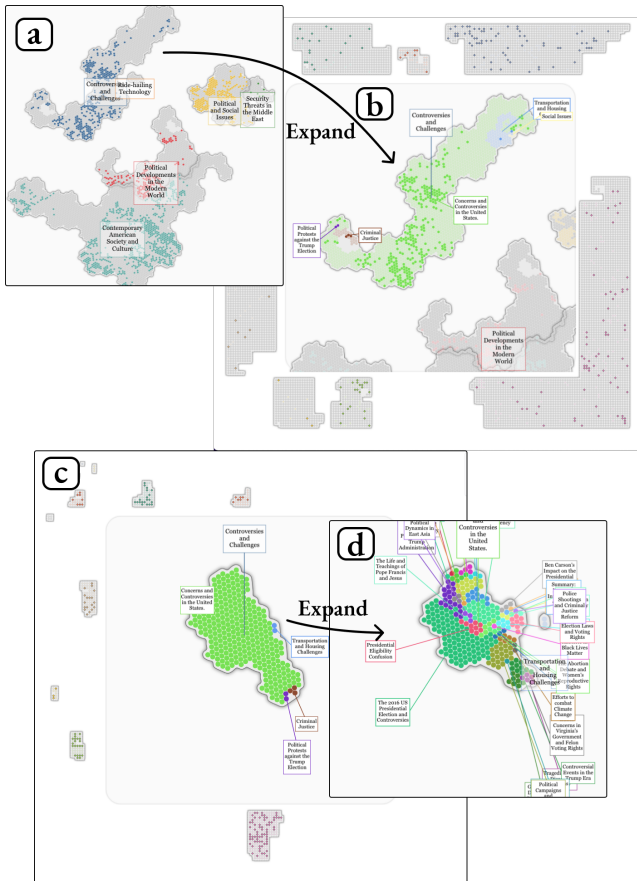 a
Controversies and
Challenges
Ride-hailing
Technology
Political
and Social
Issues
Security
Threats in
the Middle
East
Political
Developments
in the
Modern
World
Contemporary
American
Society and
Culture
Expand
b
Controversies
and
Challenges
Transportation
and Housing
Social Issues
Concerns and
Controversies
in the United
States.
Political
Protests
against the
Trump
Election
Criminal
Justice
Political
Developments
in the
Modern
World
c
Controversies
and
Challenges
Concerns and
Controversies
in the United
States.
Transportation
and Housing
Challenges
Criminal
Justice
Political
Protests
against the
Trump
Election
Expand
d
Political
Dynamics in
East Asia
Trump
Administration
and
Controversies
in the
United
States.
The Life and
Teachings of
Pope Francis
and Jesus
Ben Carson's
Impact on the
Presidential
Summary:
Police
Shootings
and Criminal
Justice
Reform
Election Laws
and Voting
Rights
Black Lives
Matter
Presidential
Eligibility
Confusion
Transportation
and
Housing
Challenges
Abortion
Debate and
Women's
Reproductive
Rights
The 2016 US
Presidential
Election and
Controversies
Efforts to
combat
Climate
Change
Concerns in
Virginia's
Government
and Felon
Voting Rights
Controversial
Events in the
Trump Era
Political
Campaigns
and